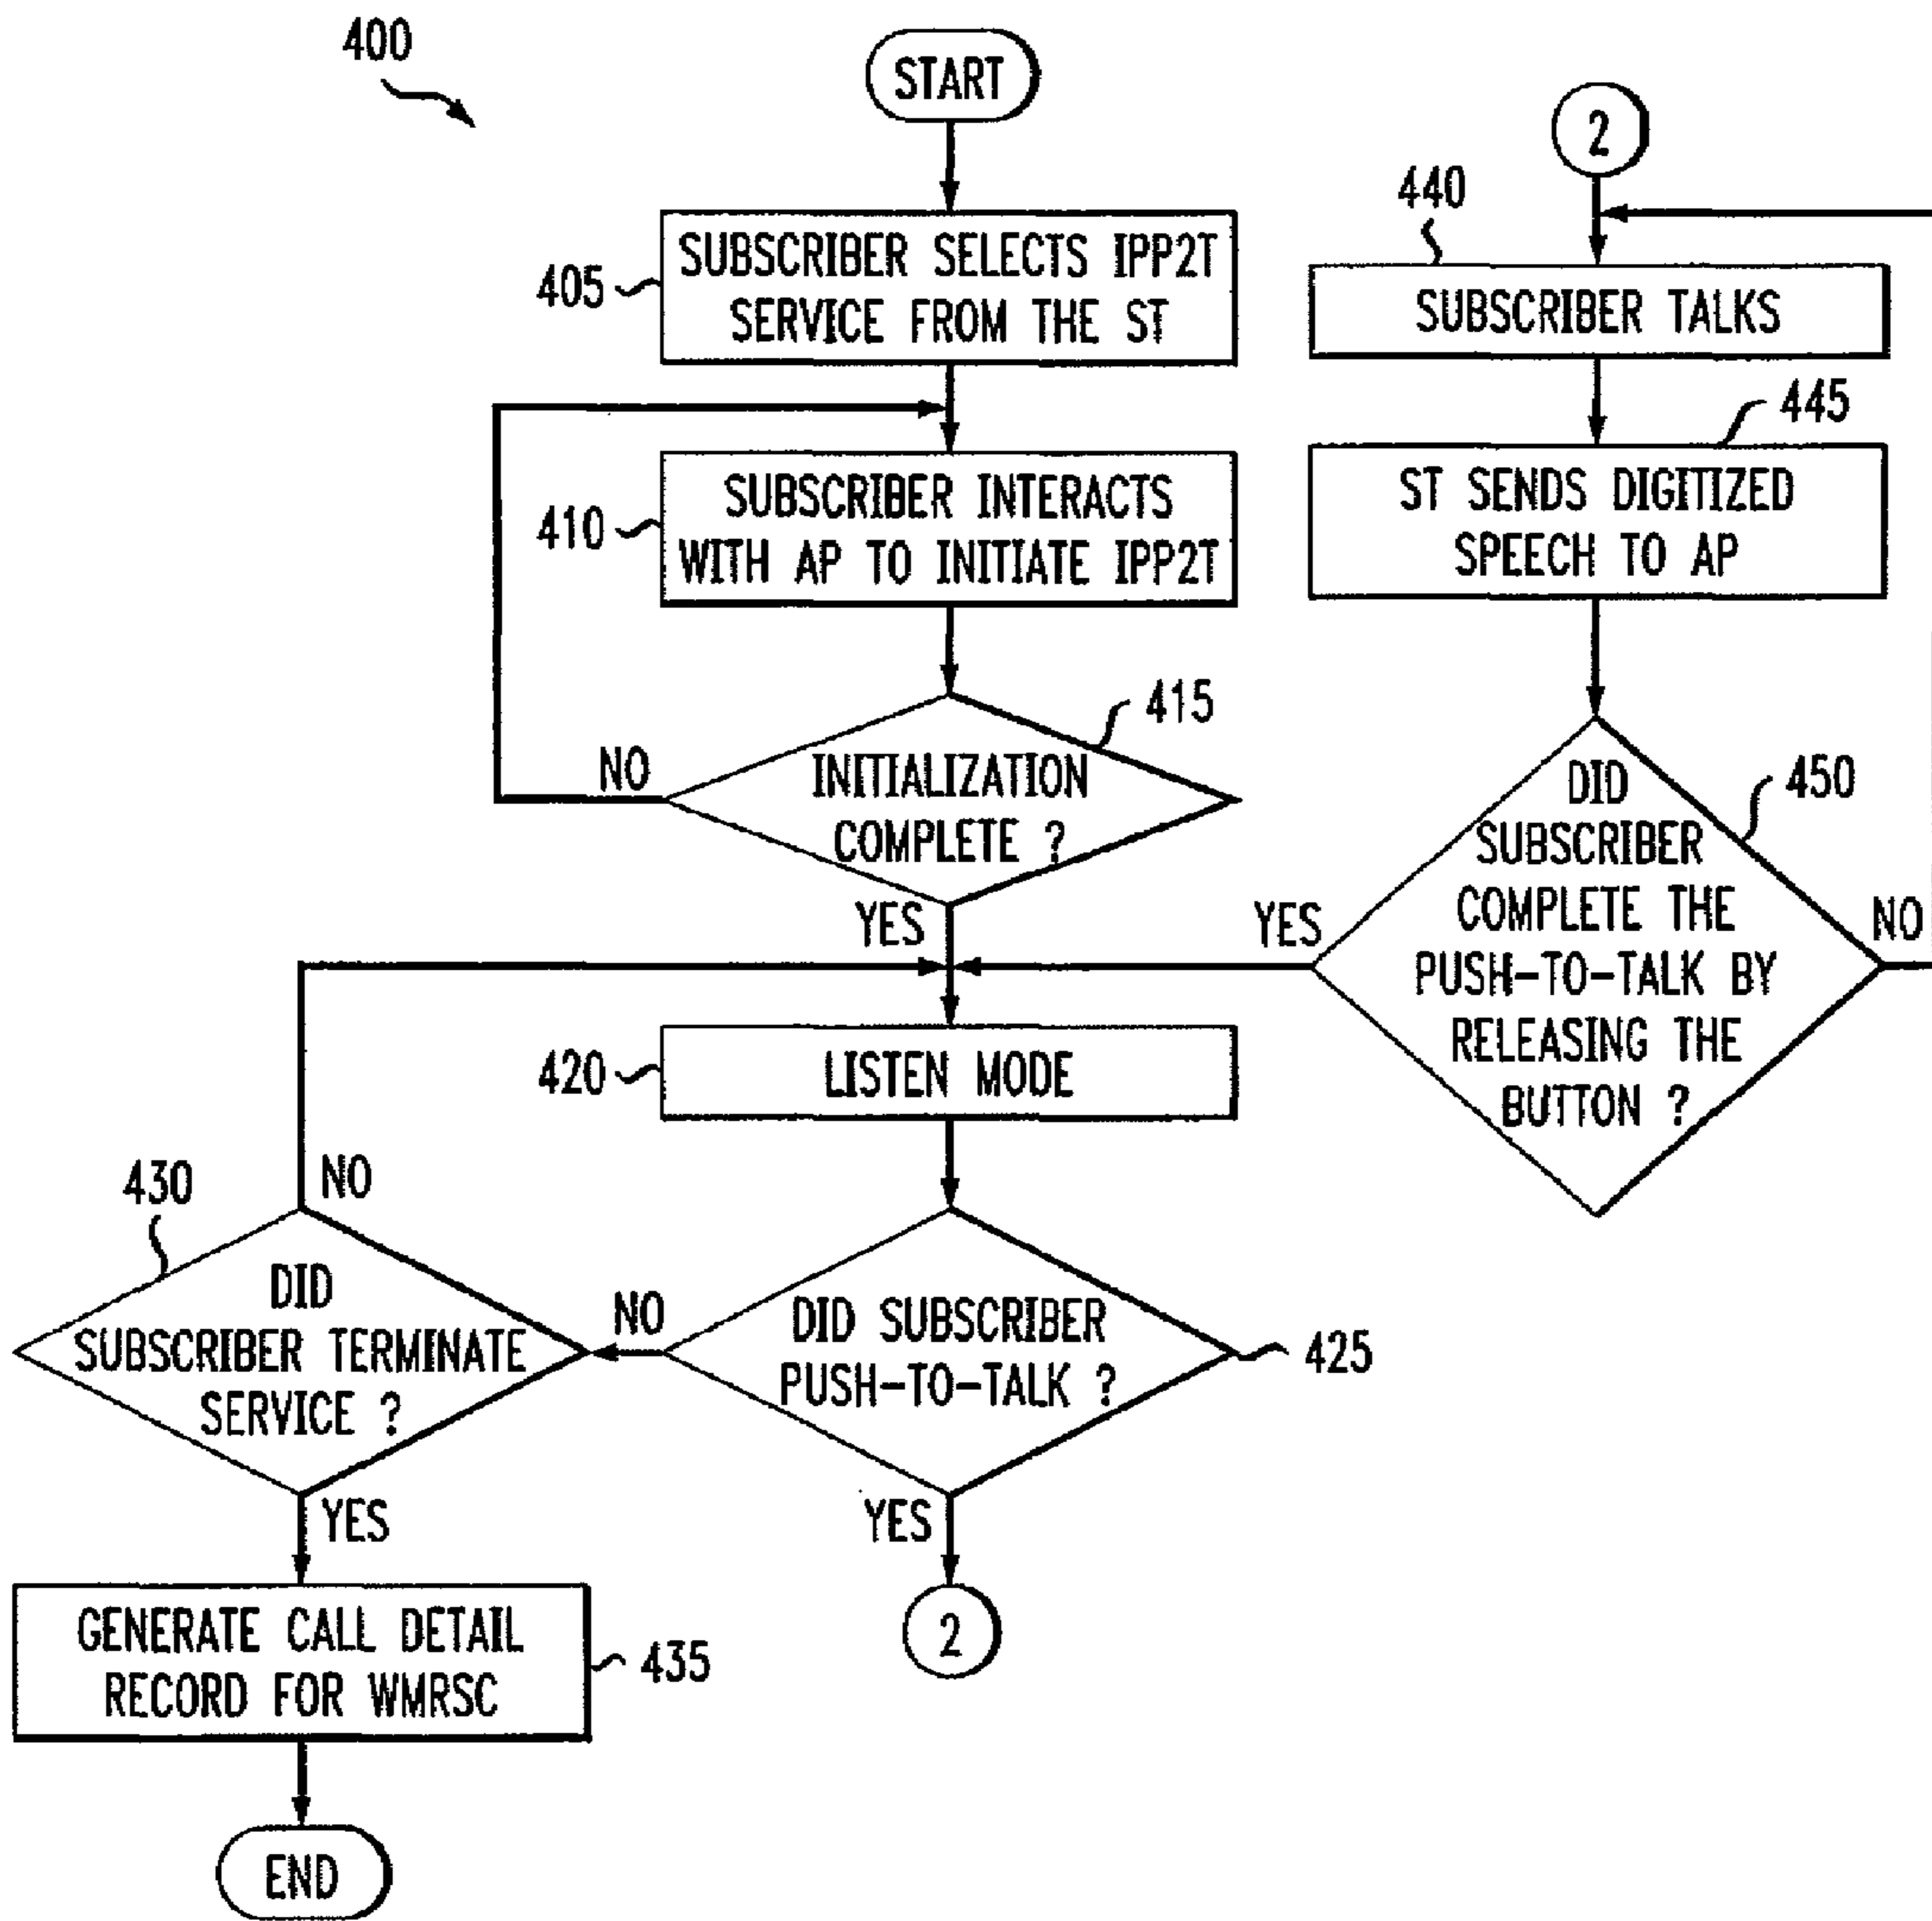 400
START
405
SUBSCRIBER SELECTS IPP2T
SERVICE FROM THE ST
410
SUBSCRIBER INTERACTS
WITH AP TO INITIATE IPP2T
415
INITIALIZATION
COMPLETE ?
NO
YES
420
LISTEN MODE
425
DID SUBSCRIBER
PUSH-TO-TALK ?
NO
YES
2
430
DID
SUBSCRIBER TERMINATE
SERVICE ?
NO
YES
GENERATE CALL DETAIL
RECORD FOR WMRSC
435
END
2
440
SUBSCRIBER TALKS
445
ST SENDS DIGITIZED
SPEECH TO AP
450
DID
SUBSCRIBER
COMPLETE THE
PUSH-TO-TALK BY
RELEASING THE
BUTTON ?
YES
NO